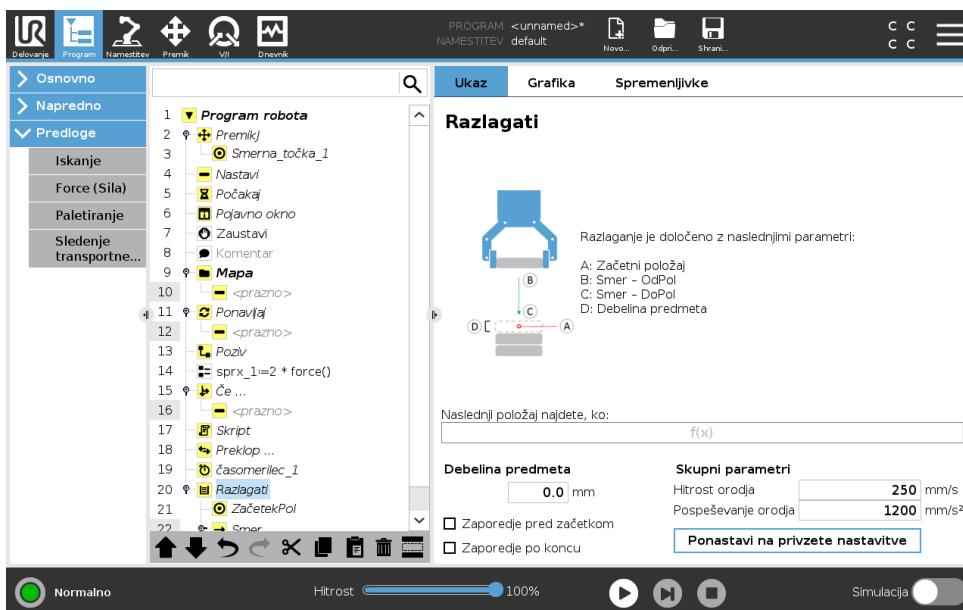 PROGRAM <unnamed>*
NAMESTITEV default
Delovanje
Program
Namestitev
Premik
V/I
Dnevnik
Novo...
Odpri...
Shrani...
C C
C C
Osnovno
Napredno
Predloge
Iskanje
Force (Sila)
Paletiranje
Sledenje
transportne...
1 Program robota
2 PremikJ
3 Smerna_točka_1
4 Nastavi
5 Počakaj
6 Pojavno okno
7 Zaustavi
8 Komentar
9 Mapa
10 <prazno>
11 Ponavljaj
12 <prazno>
13 Poziv
14 sprx_1≔2 * force()
15 Če ...
16 <prazno>
17 Skript
18 Preklop ...
19 časomerilec_1
20 Razlagati
21 ZačetekPol
22 Smer
Ukaz
Grafika
Spremenljivke
Razlagati
Razlaganje je določeno z naslednjimi parametri:
A: Začetni položaj
B: Smer - OdPol
C: Smer - DoPol
D: Debelina predmeta
B
C
D
A
Naslednji položaj najdete, ko:
f(x)
Debelina predmeta
0.0 mm
Zaporedje pred začetkom
Zaporedje po koncu
Skupni parametri
Hitrost orodja 250 mm/s
Pospeševanje orodja 1200 mm/s²
Ponastavi na privzete nastavitve
Normalno
Hitrost 100%
Simulacija